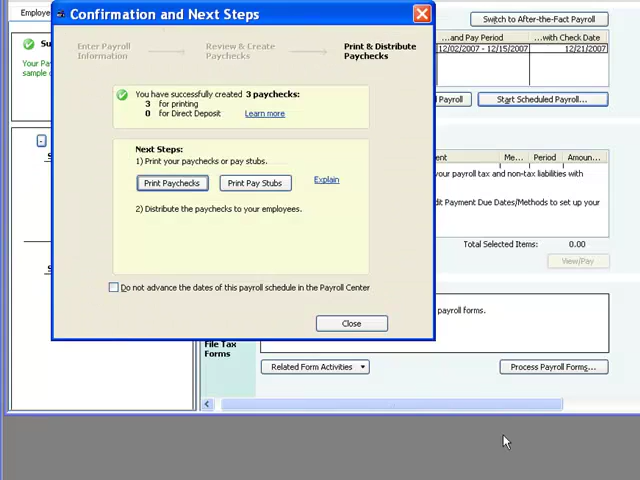 Employe
Confirmation and Next Steps
Switch to After-the-Fact Payroll
Enter Payroll
Information
Review & Create
Paychecks
Print & Distribute
Paychecks
...and Pay Period ...with Check Date
12/02/2007 - 12/15/2007 12/21/2007
Your Pay
sample c
You have successfully created 3 paychecks:
3 for printing
0 for Direct Deposit Learn more
Payroll Start Scheduled Payroll...
Next Steps:
1) Print your paychecks or pay stubs.
Print Paychecks Print Pay Stubs Explain
2) Distribute the paychecks to your employees.
ent Me... Period Amoun...
your payroll tax and non-tax liabilities with
dit Payment Due Dates/Methods to set up your
Total Selected Items: 0.00
View/Pay
Do not advance the dates of this payroll schedule in the Payroll Center
payroll forms.
Close
File Tax
Forms
Related Form Activities Process Payroll Forms...